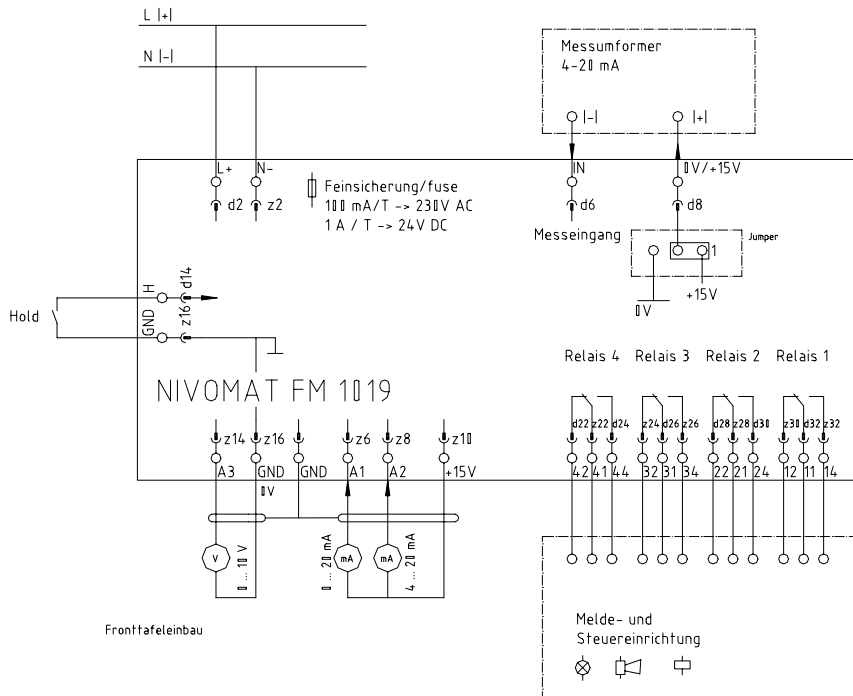 L |+|
N |-|
Messumformer
4-20 mA
|-| |+|
L+ N- IN 0V/+15V
Feinsicherung/fuse
100 mA/T -> 230V AC
1 A / T -> 24V DC
d2 z2 d6 d8
Messeingang
Jumper
1
+15V
0V
H d14
Hold
GND z16
Relais 4 Relais 3 Relais 2 Relais 1
NIVOMAT FM 1019
d22 z22 d24 z24 d26 z26 d28 z28 d30 z30 d32 z32
z14 z16 z6 z8 z10
A3 GND GND A1 A2 +15V
42 41 44 32 31 34 22 21 24 12 11 14
0V
V 0 ... 10 V 0 ... 20 mA mA mA 4 ... 20 mA
Fronttafeleinbau
Melde- und
Steuereinrichtung